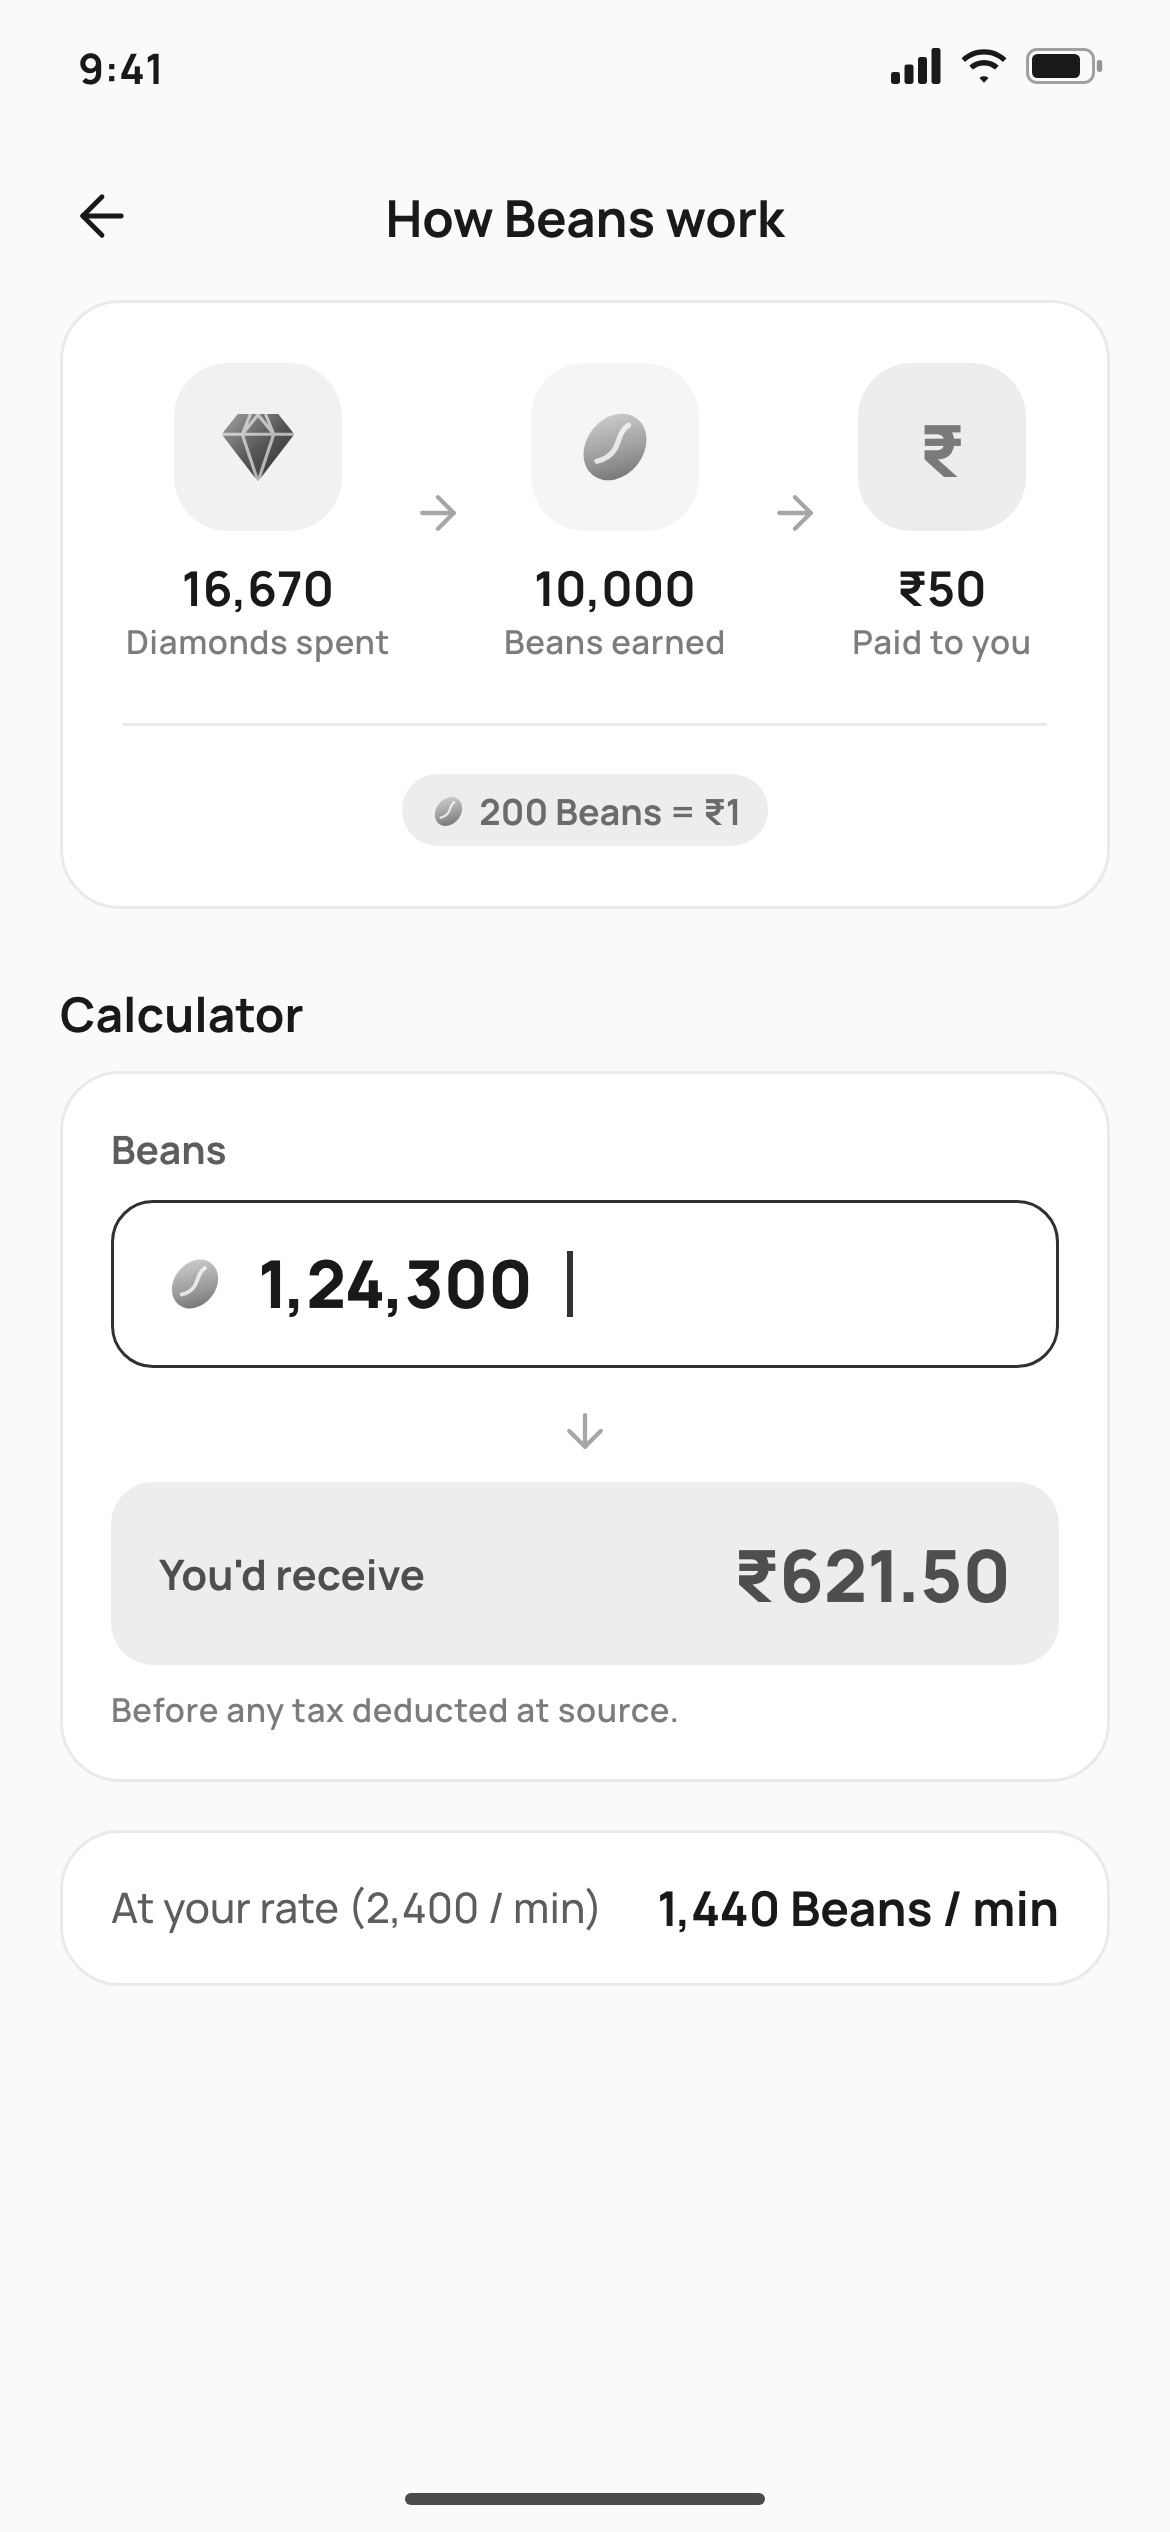 9:41
How Beans work
₹
16,670
Diamonds spent
10,000
Beans earned
₹50
Paid to you
200 Beans = ₹1
Calculator
Beans
1,24,300
You'd receive
₹621.50
Before any tax deducted at source.
At your rate (2,400 / min)
1,440 Beans / min